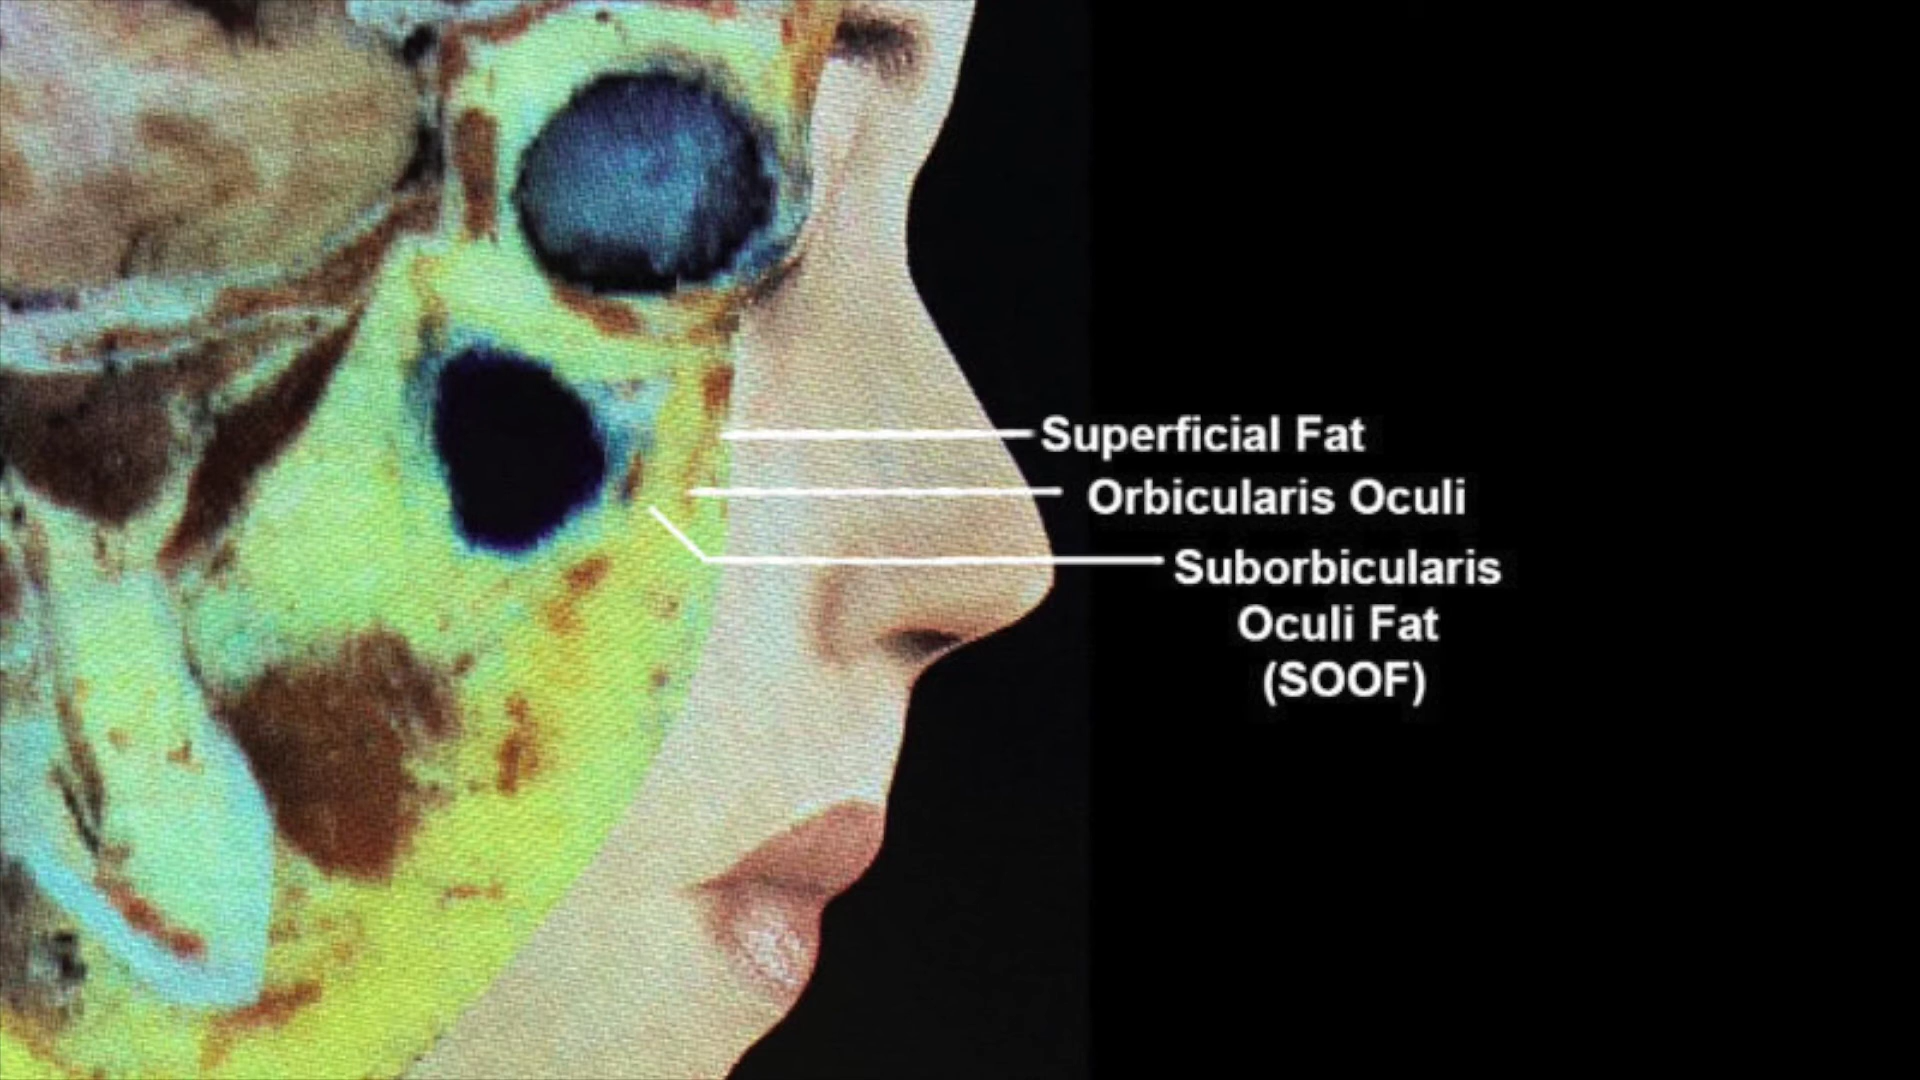 Superficial Fat
Orbicularis Oculi
Suborbicularis
Oculi Fat
(SOOF)